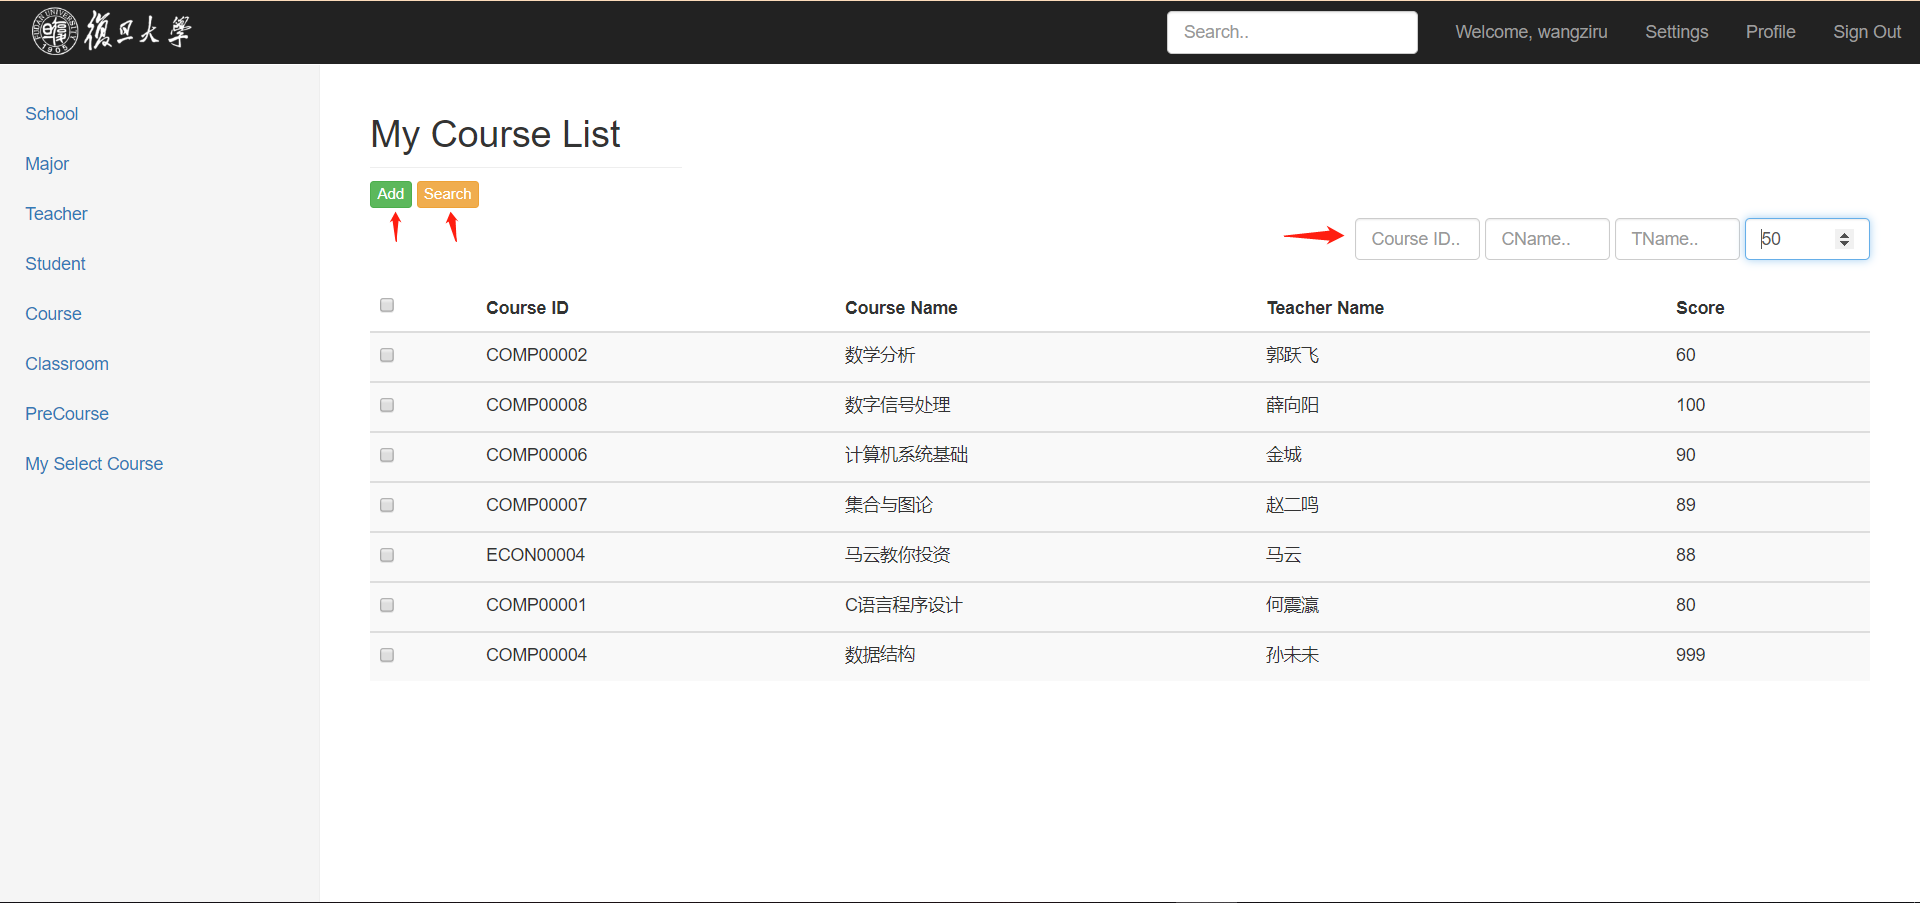 FUDAN UNIVERSITY
1905
復旦大學
Search..
Welcome, wangziru
Settings
Profile
Sign Out
School
Major
Teacher
Student
Course
Classroom
PreCourse
My Select Course
My Course List
Add Search
Course ID.. CName.. TName.. 50
Course ID Course Name Teacher Name Score
COMP00002 数学分析 郭跃飞 60
COMP00008 数字信号处理 薛向阳 100
COMP00006 计算机系统基础 金城 90
COMP00007 集合与图论 赵二鸣 89
ECON00004 马云教你投资 马云 88
COMP00001 C语言程序设计 何震瀛 80
COMP00004 数据结构 孙未未 999